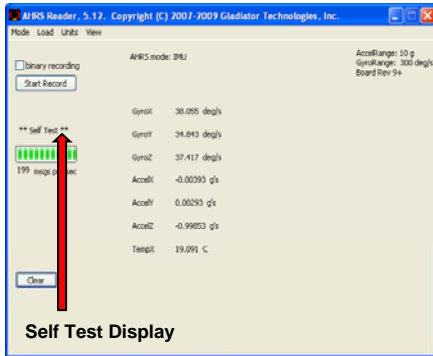 AHRS Reader, 5.12. Copyright (C) 2007-2009 Gladiator Technologies, Inc.
Mode Load Units View
binary recording
AHRS mode: IMU
AccelRange: 10 g
GyroRange: 300 deg/s
Board Rev 9+
Start Record
GyroX 38.055 deg/s
** Self Test **
GyroY 34.843 deg/s
GyroZ 37.417 deg/s
199 msgs per sec
AccelX -0.00393 g's
AccelY 0.00293 g's
AccelZ -0.99853 g's
TempX 19.091 C
Clear
Self Test Display